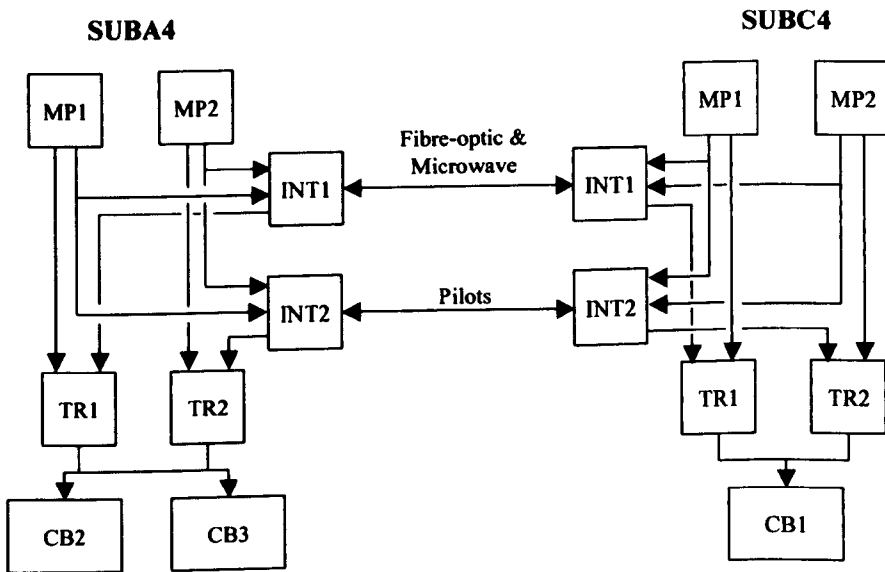 SUBA4
SUBC4
MP1
MP2
MP1
MP2
Fibre-optic &
Microwave
INT1
INT1
INT2
Pilots
INT2
TR1
TR2
TR1
TR2
CB2
CB3
CB1